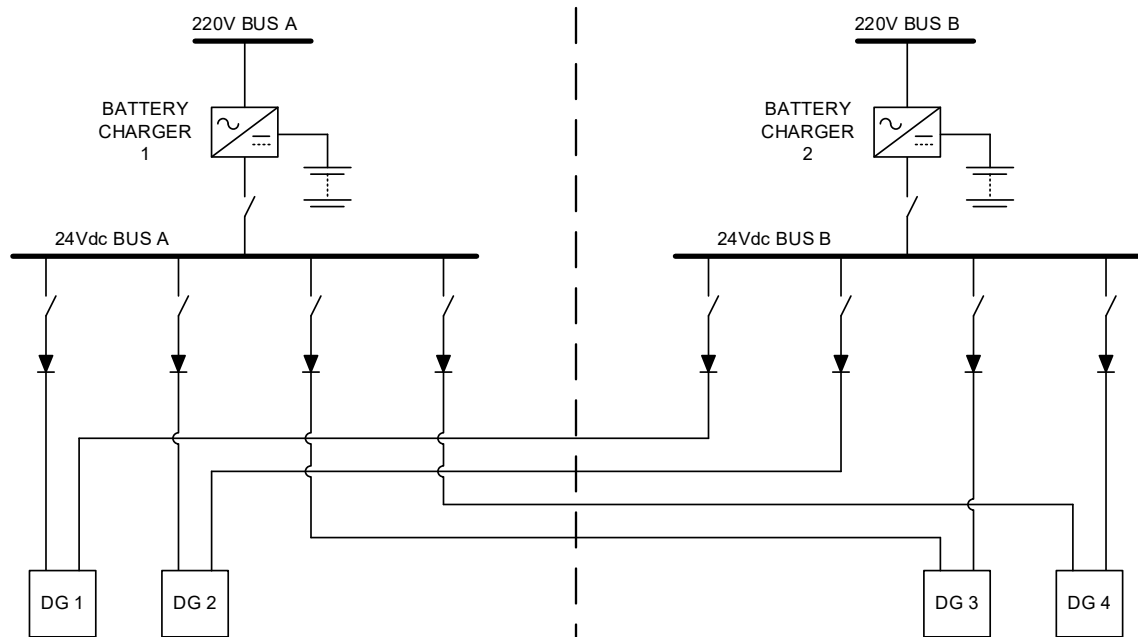 220V BUS A
220V BUS B
BATTERY
CHARGER
1
BATTERY
CHARGER
2
24Vdc BUS A
24Vdc BUS B
DG 1
DG 2
DG 3
DG 4